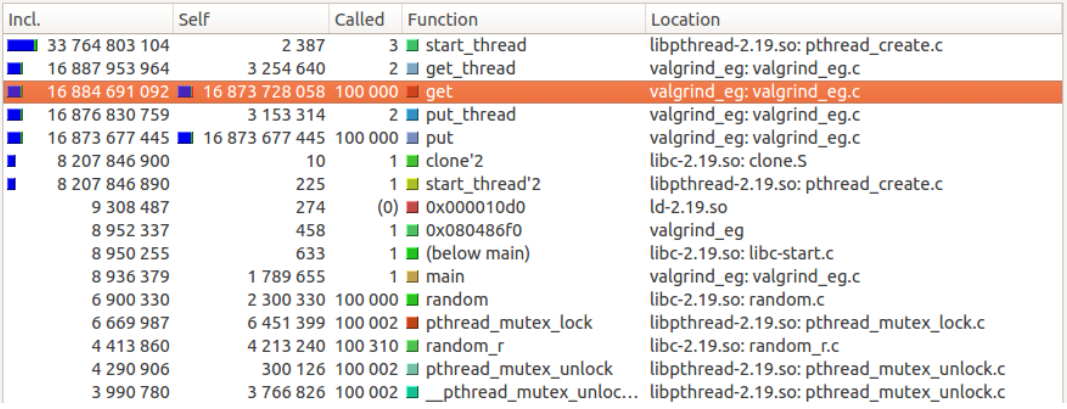 Incl. Self Called Function Location
33 764 803 104 2 387 3 start_thread libpthread-2.19.so: pthread_create.c
16 887 953 964 3 254 640 2 get_thread valgrind_eg: valgrind_eg.c
16 884 691 092 16 873 728 058 100 000 get valgrind_eg: valgrind_eg.c
16 876 830 759 3 153 314 2 put_thread valgrind_eg: valgrind_eg.c
16 873 677 445 16 873 677 445 100 000 put valgrind_eg: valgrind_eg.c
8 207 846 900 10 1 clone'2 libc-2.19.so: clone.S
8 207 846 890 225 1 start_thread'2 libpthread-2.19.so: pthread_create.c
9 308 487 274 (0) 0x000010d0 ld-2.19.so
8 952 337 458 1 0x080486f0 valgrind_eg
8 950 255 633 1 (below main) libc-2.19.so: libc-start.c
8 936 379 1 789 655 1 main valgrind_eg: valgrind_eg.c
6 900 330 2 300 330 100 000 random libc-2.19.so: random.c
6 669 987 6 451 399 100 002 pthread_mutex_lock libpthread-2.19.so: pthread_mutex_lock.c
4 413 860 4 213 240 100 310 random_r libc-2.19.so: random_r.c
4 290 906 300 126 100 002 pthread_mutex_unlock libpthread-2.19.so: pthread_mutex_unlock.c
3 990 780 3 766 826 100 002 __pthread_mutex_unloc... libpthread-2.19.so: pthread_mutex_unlock.c